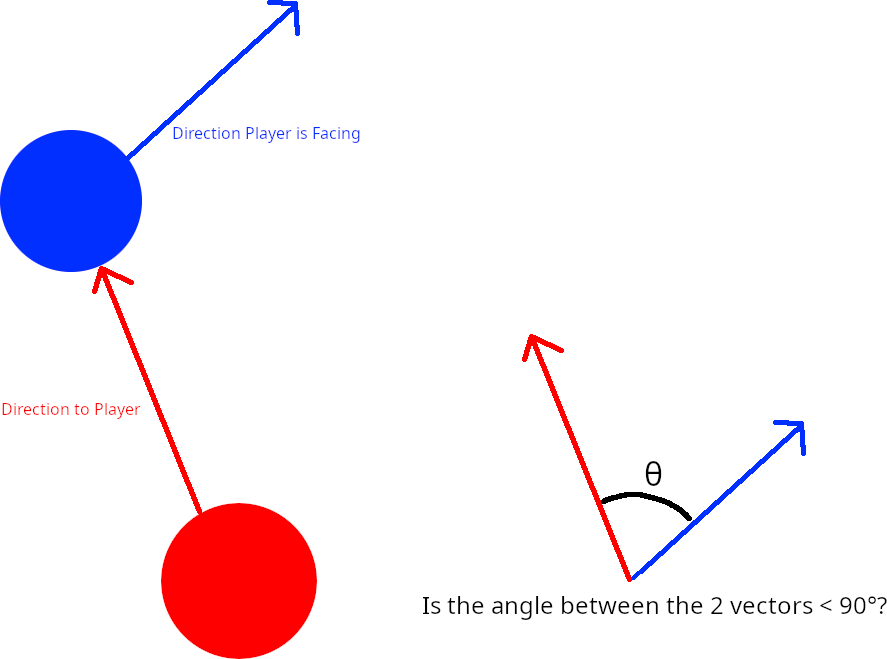 Direction Player is Facing
Direction to Player
θ
Is the angle between the 2 vectors < 90°?